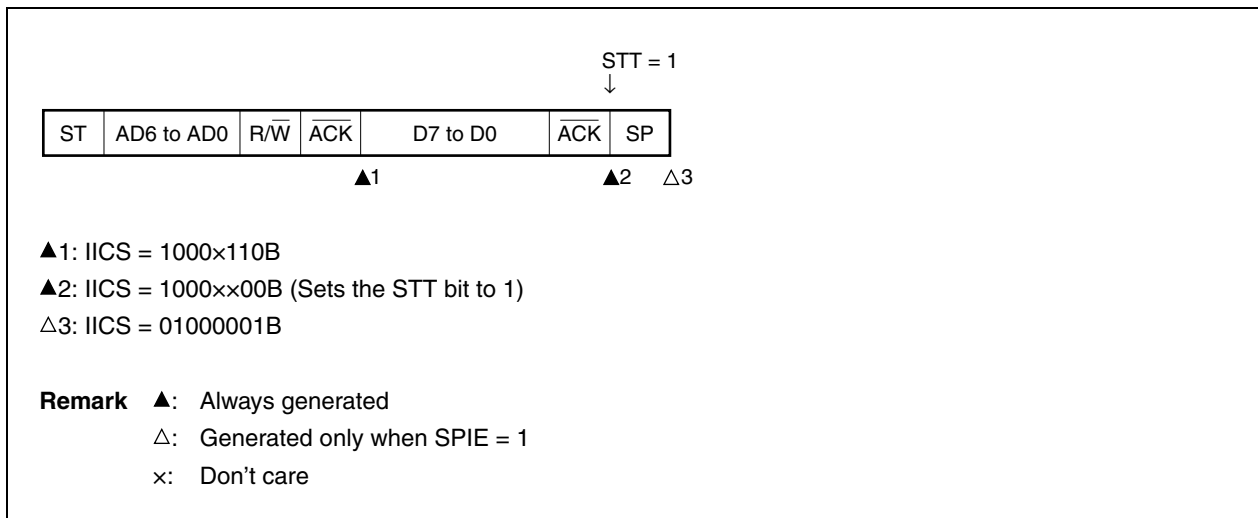 STT = 1
↓
ST AD6 to AD0 R/W̅ A̅C̅K̅ D7 to D0 A̅C̅K̅ SP
▲1 ▲2 △3
▲1: IICS = 1000×110B
▲2: IICS = 1000××00B (Sets the STT bit to 1)
△3: IICS = 01000001B
Remark ▲: Always generated
△: Generated only when SPIE = 1
×: Don't care